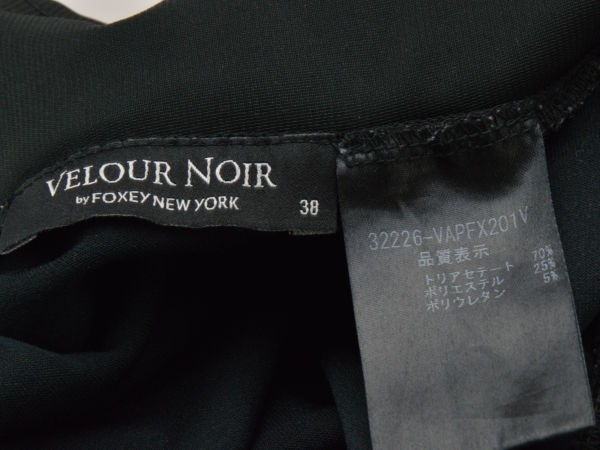 VELOUR NOIR
by FOXEY NEW YORK
38
32226-VAPFX201V
品質表示
トリアセテート 70%
ポリエステル 25%
ポリウレタン 5%